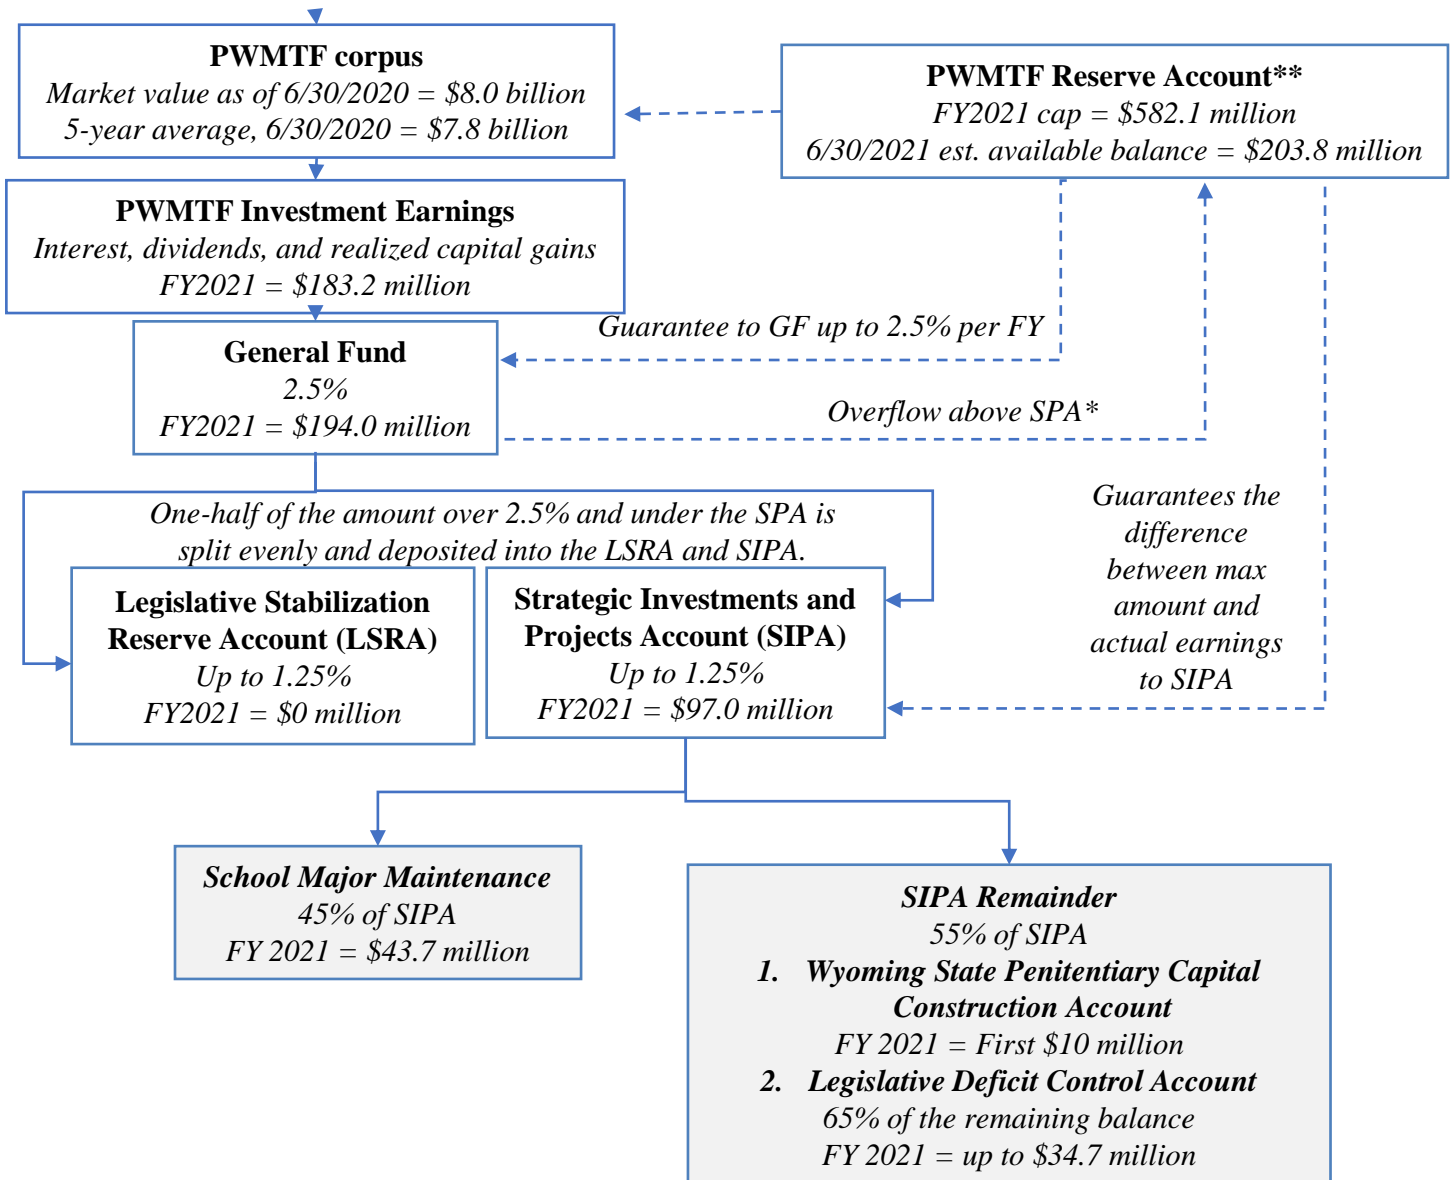 PWMTF corpus
Market value as of 6/30/2020 = $8.0 billion
5-year average, 6/30/2020 = $7.8 billion
PWMTF Reserve Account**
FY2021 cap = $582.1 million
6/30/2021 est. available balance = $203.8 million
PWMTF Investment Earnings
Interest, dividends, and realized capital gains
FY2021 = $183.2 million
Guarantee to GF up to 2.5% per FY
General Fund
2.5%
FY2021 = $194.0 million
Overflow above SPA*
One-half of the amount over 2.5% and under the SPA is
split evenly and deposited into the LSRA and SIPA.
Guarantees the
difference
between max
amount and
actual earnings
to SIPA
Legislative Stabilization
Reserve Account (LSRA)
Up to 1.25%
FY2021 = $0 million
Strategic Investments and
Projects Account (SIPA)
Up to 1.25%
FY2021 = $97.0 million
School Major Maintenance
45% of SIPA
FY 2021 = $43.7 million
SIPA Remainder
55% of SIPA
1. Wyoming State Penitentiary Capital
Construction Account
FY 2021 = First $10 million
2. Legislative Deficit Control Account
65% of the remaining balance
FY 2021 = up to $34.7 million